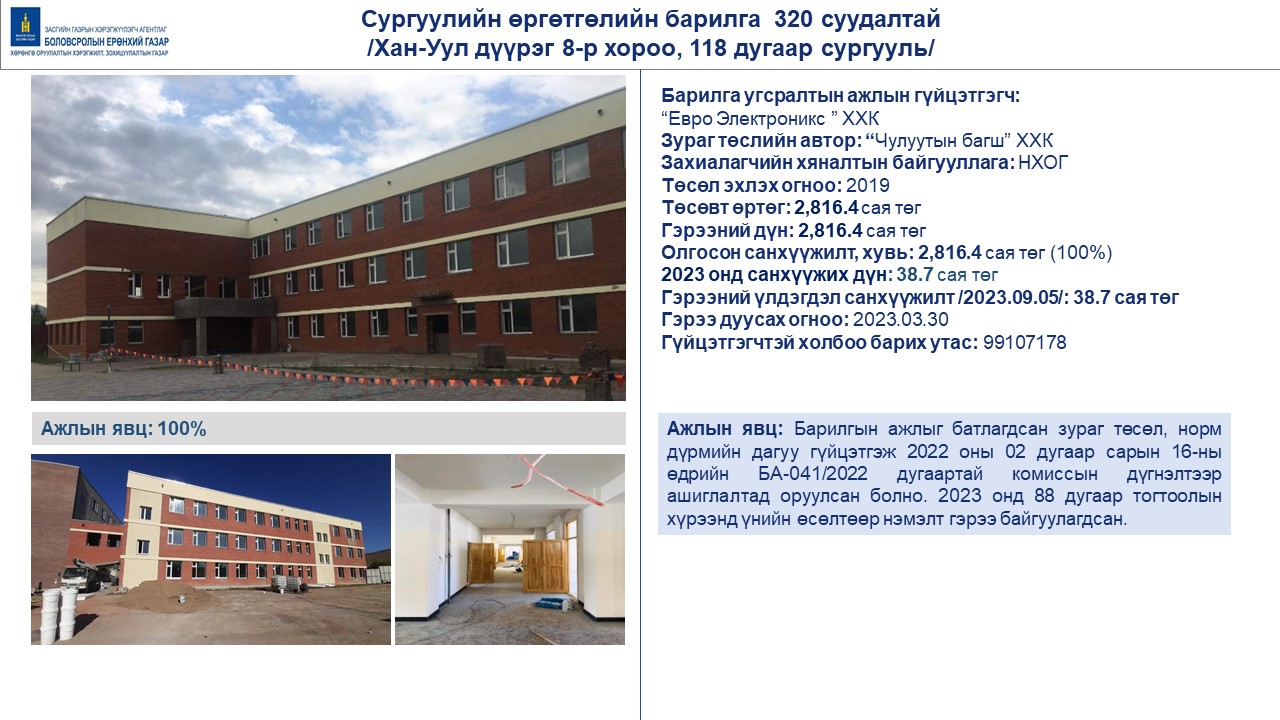 ЗАСГИЙН ГАЗРЫН ХЭРЭГЖҮҮЛЭГЧ АГЕНТЛАГ
БОЛОВСРОЛЫН ЕРӨНХИЙ ГАЗАР
ХӨРӨНГӨ ОРУУЛАЛТЫН ХЭРЭГЖИЛТ, ЗОХИЦУУЛАЛТЫН ГАЗАР
Сургуулийн өргөтгөлийн барилга 320 суудалтай
/Хан-Уул дүүрэг 8-р хороо, 118 дугаар сургууль/
Барилга угсралтын ажлын гүйцэтгэгч:
“Евро Электроникс ” ХХК
Зураг төслийн автор: “Чулуутын багш” ХХК
Захиалагчийн хяналтын байгууллага: НХОГ
Төсөл эхлэх огноо: 2019
Төсөвт өртөг: 2,816.4 сая төг
Гэрээний дүн: 2,816.4 сая төг
Олгосон санхүүжилт, хувь: 2,816.4 сая төг (100%)
2023 онд санхүүжих дүн: 38.7 сая төг
Гэрээний үлдэгдэл санхүүжилт /2023.09.05/: 38.7 сая төг
Гэрээ дуусах огноо: 2023.03.30
Гүйцэтгэгчтэй холбоо барих утас: 99107178
Ажлын явц: 100%
Ажлын явц: Барилгын ажлыг батлагдсан зураг төсөл, норм
дүрмийн дагуу гүйцэтгэж 2022 оны 02 дугаар сарын 16-ны
өдрийн БА-041/2022 дугаартай комиссын дүгнэлтээр
ашиглалтад оруулсан болно. 2023 онд 88 дугаар тогтоолын
хүрээнд үнийн өсөлтөөр нэмэлт гэрээ байгуулагдсан.